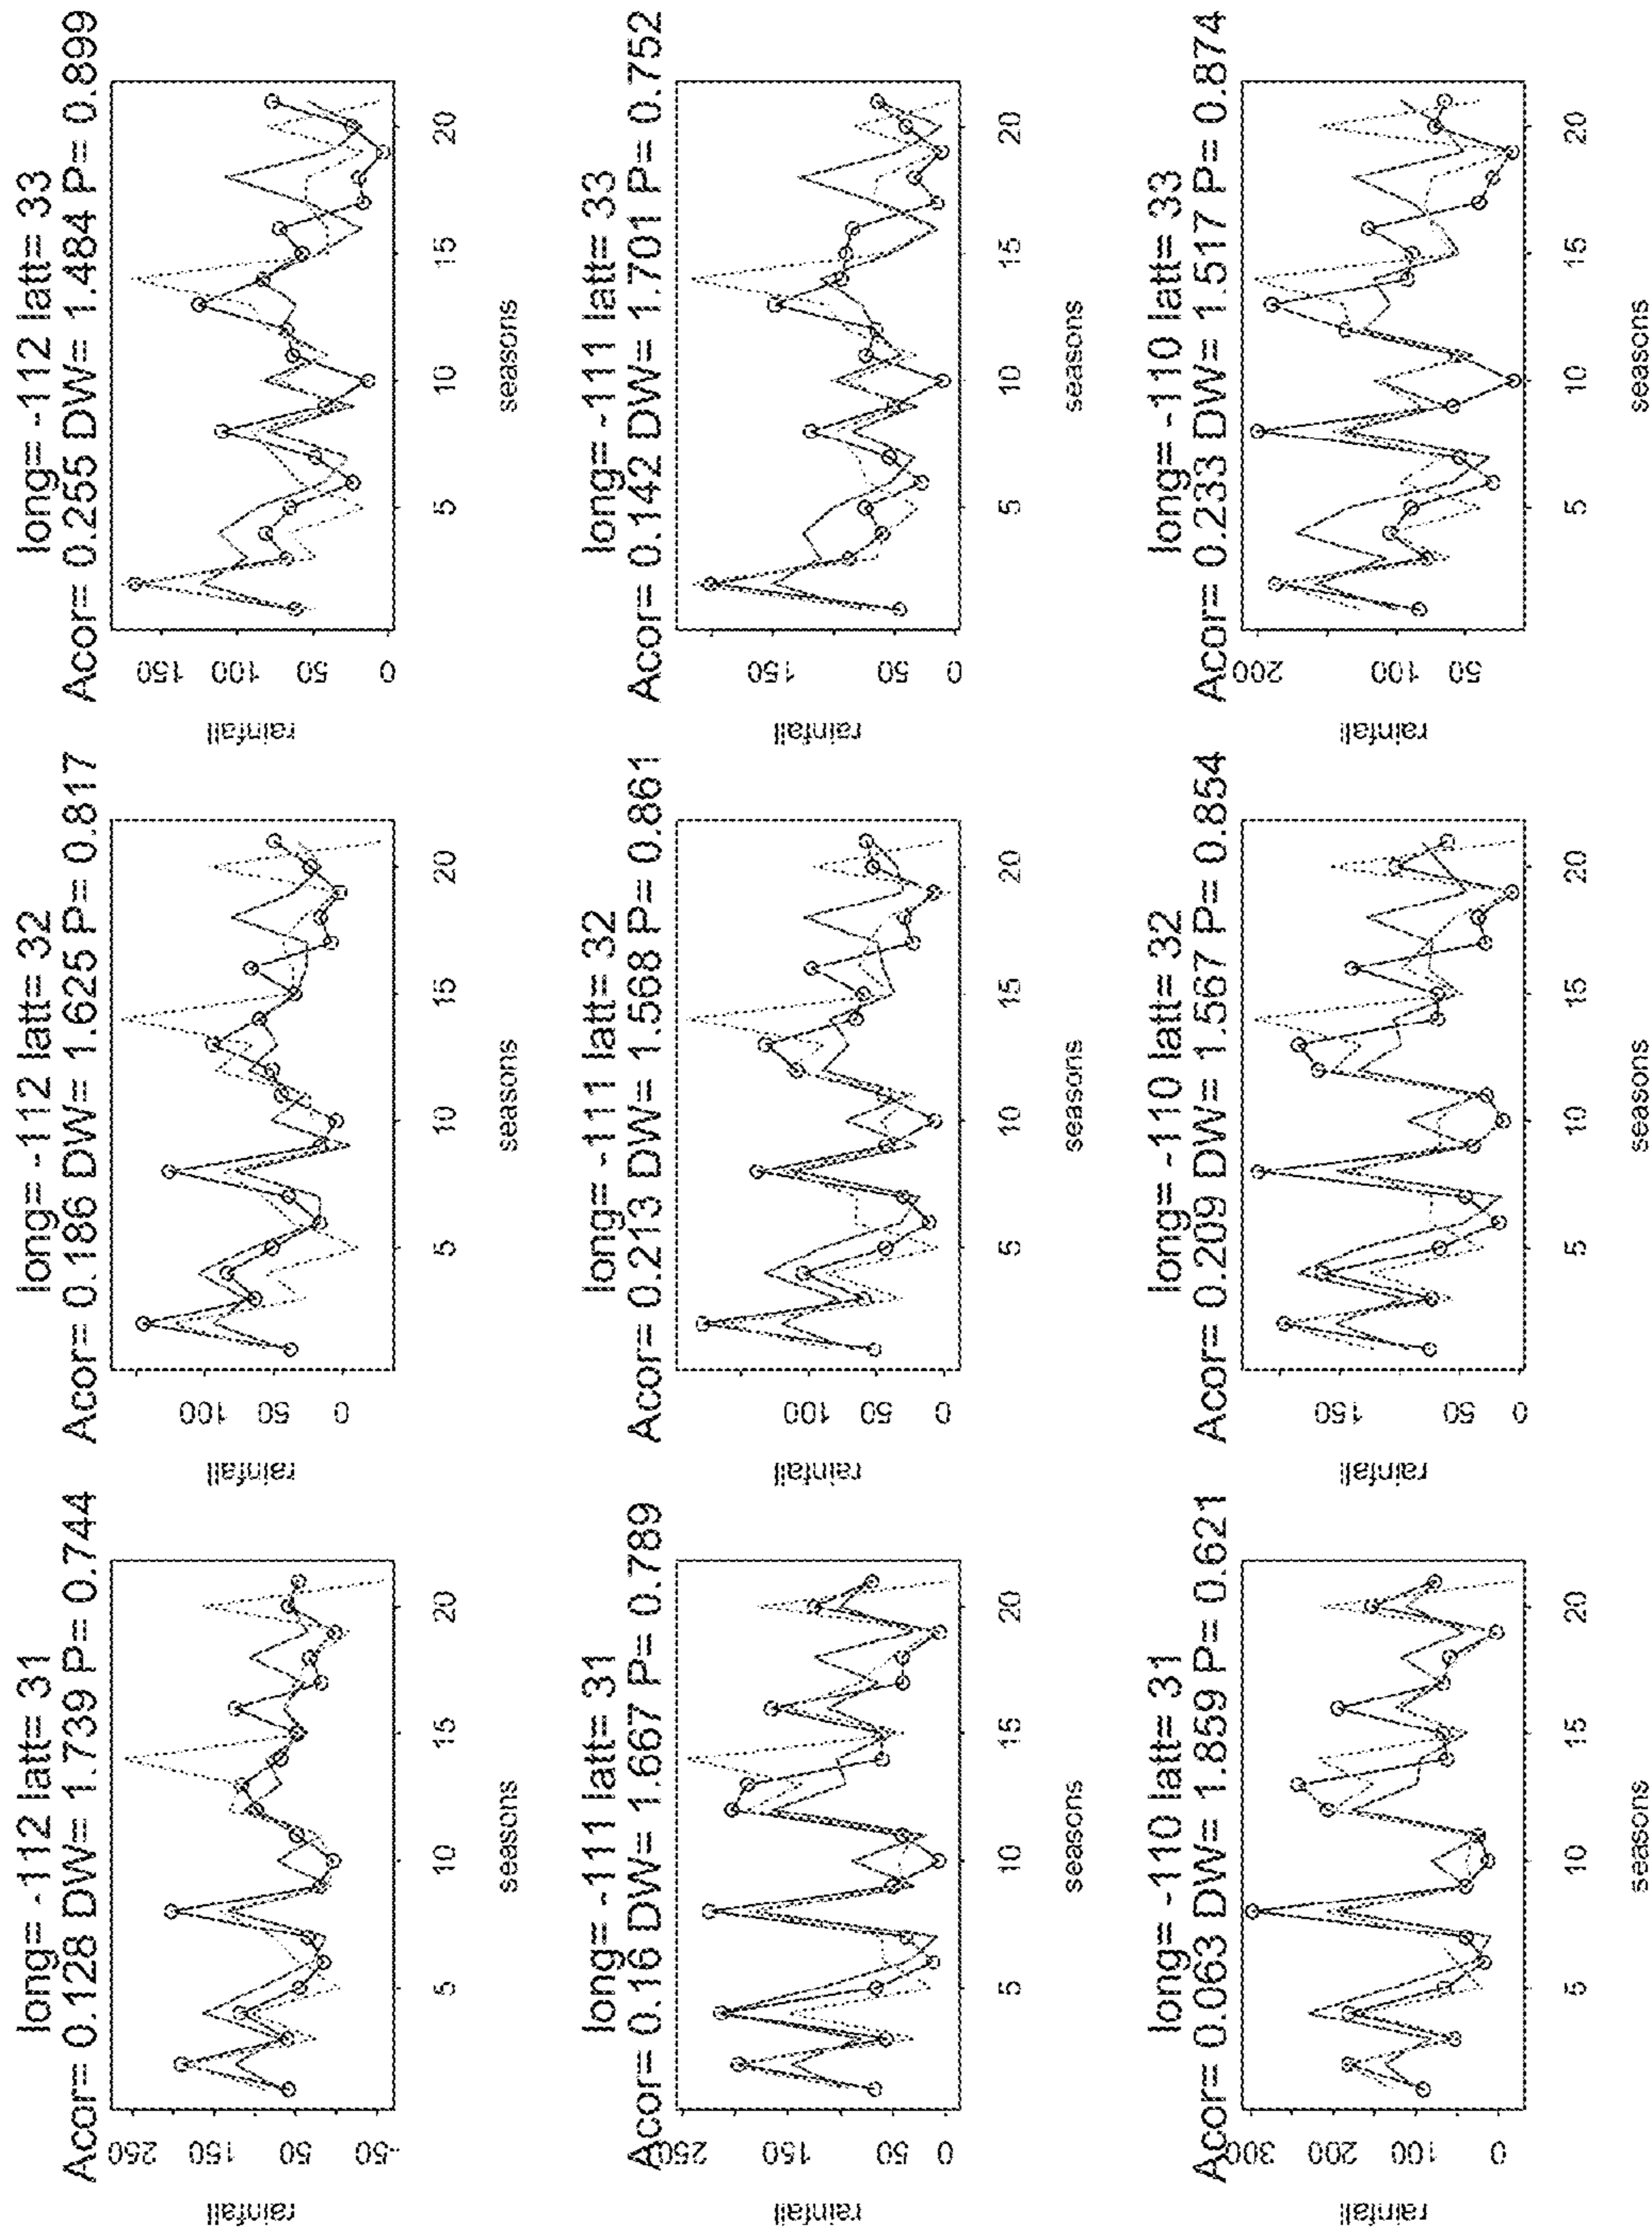 long= -112 latt= 31
Acor= 0.128 DW= 1.739 P= 0.744
rainfall
250
150
50
-50
5
10
15
20
seasons
long= -112 latt= 32
Acor= 0.186 DW= 1.625 P= 0.817
rainfall
100
50
0
5
10
15
20
seasons
long= -112 latt= 33
Acor= 0.255 DW= 1.484 P= 0.899
rainfall
150
100
50
0
5
10
15
20
seasons
long= -111 latt= 31
Acor= 0.16 DW= 1.667 P= 0.789
rainfall
250
150
50
0
5
10
15
20
seasons
long= -111 latt= 32
Acor= 0.213 DW= 1.568 P= 0.861
rainfall
100
50
0
5
10
15
20
seasons
long= -111 latt= 33
Acor= 0.142 DW= 1.701 P= 0.752
rainfall
150
50
0
5
10
15
20
seasons
long= -110 latt= 31
Acor= 0.063 DW= 1.859 P= 0.621
rainfall
300
200
100
0
5
10
15
20
seasons
long= -110 latt= 32
Acor= 0.209 DW= 1.567 P= 0.854
rainfall
150
50
0
5
10
15
20
seasons
long= -110 latt= 33
Acor= 0.233 DW= 1.517 P= 0.874
rainfall
200
100
50
5
10
15
20
seasons